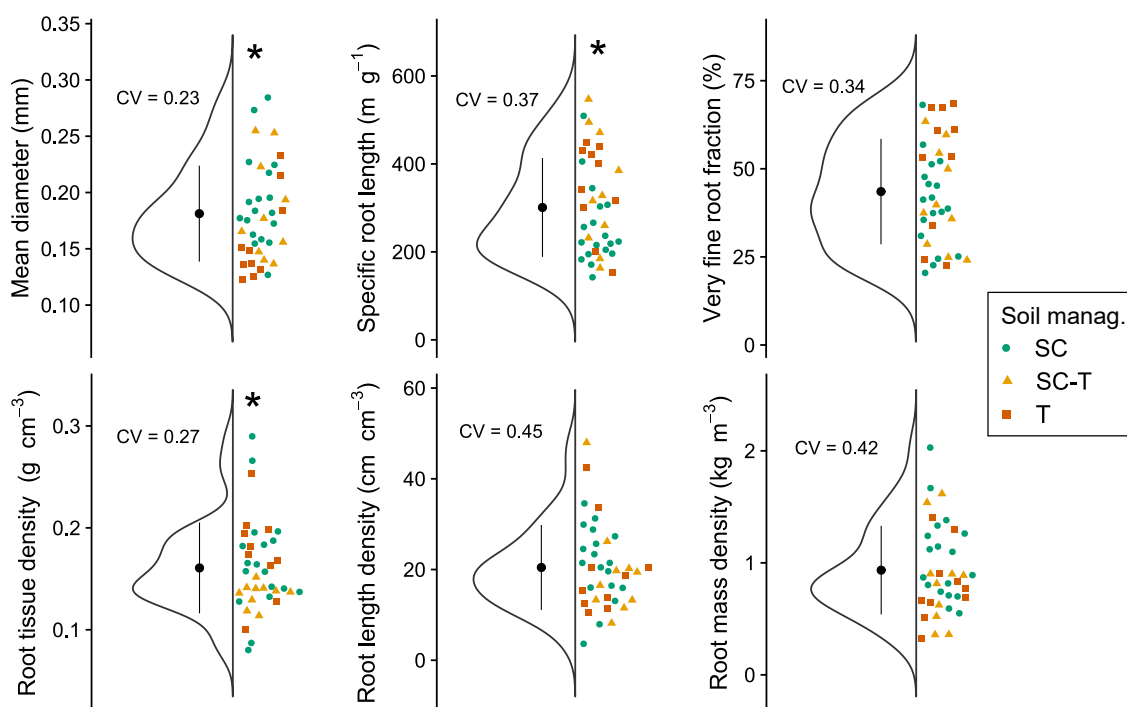 Mean diameter (mm)
0.35
0.30
0.25
0.20
0.15
0.10
CV = 0.23
*
Specific root length (m g⁻¹)
600
400
200
0
CV = 0.37
*
Very fine root fraction (%)
75
50
25
0
CV = 0.34
Soil manag.
SC
SC-T
T
Root tissue density (g cm⁻³)
0.3
0.2
0.1
CV = 0.27
*
Root length density (cm cm⁻³)
60
40
20
0
CV = 0.45
Root mass density (kg m⁻³)
2
1
0
CV = 0.42